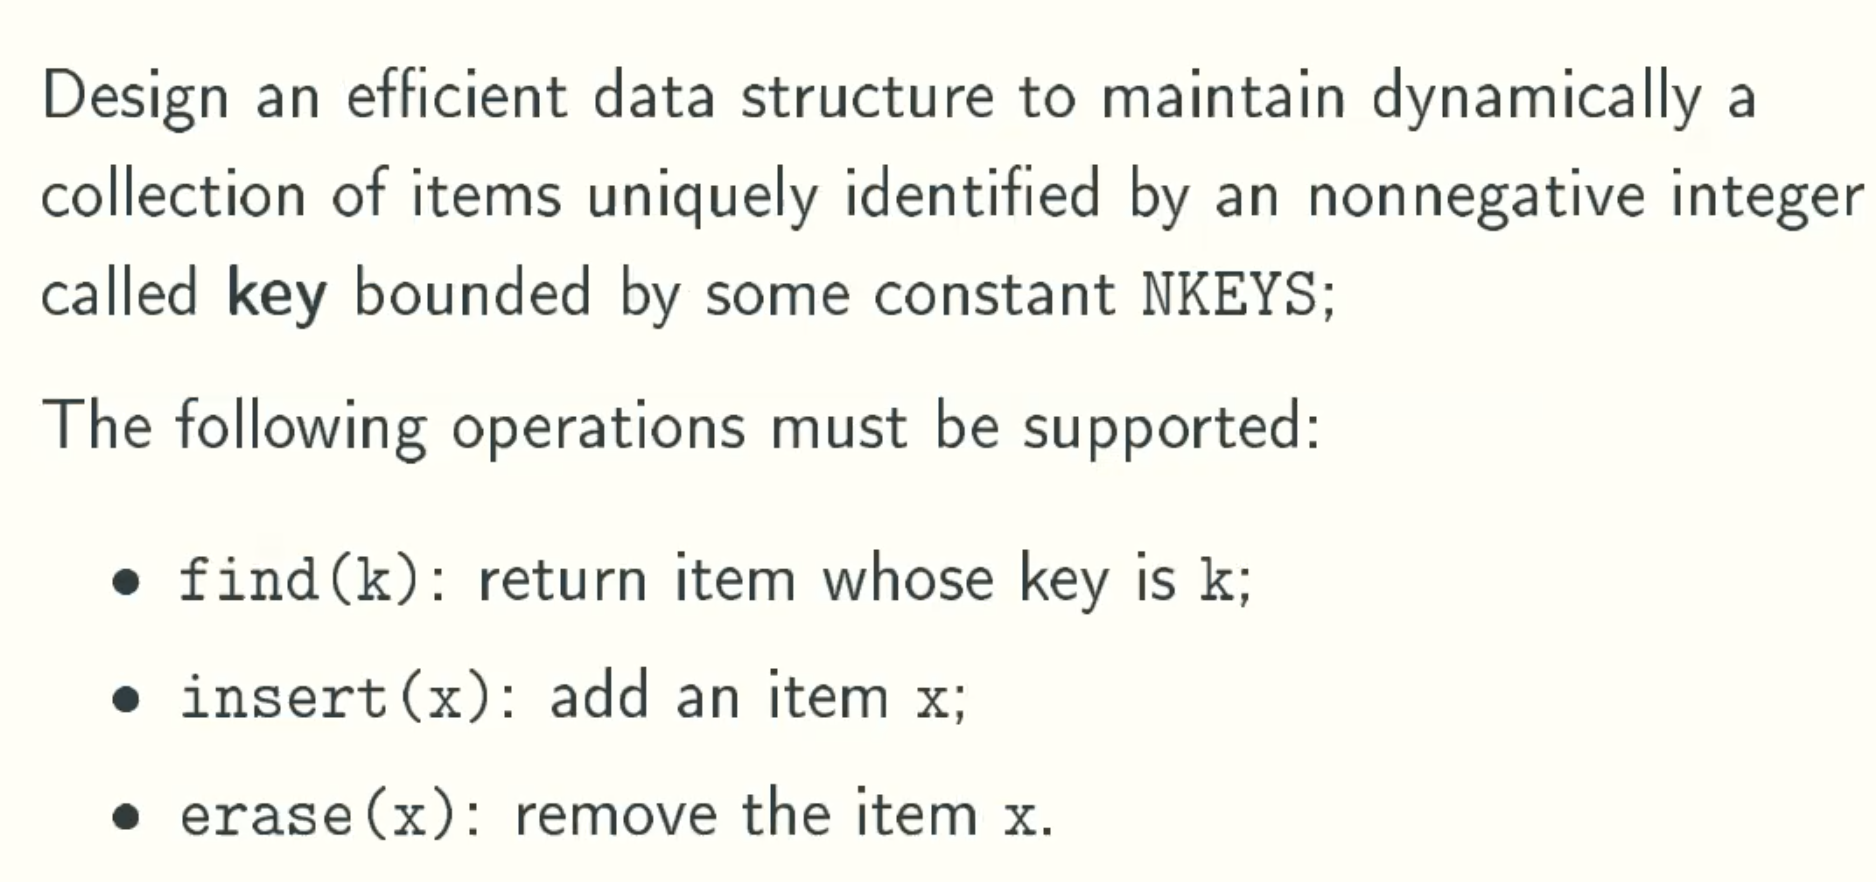 Design an efficient data structure to maintain dynamically a
collection of items uniquely identified by an nonnegative integer
called key bounded by some constant NKEYS;
The following operations must be supported:
• find(k): return item whose key is k;
• insert(x): add an item x;
• erase(x): remove the item x.